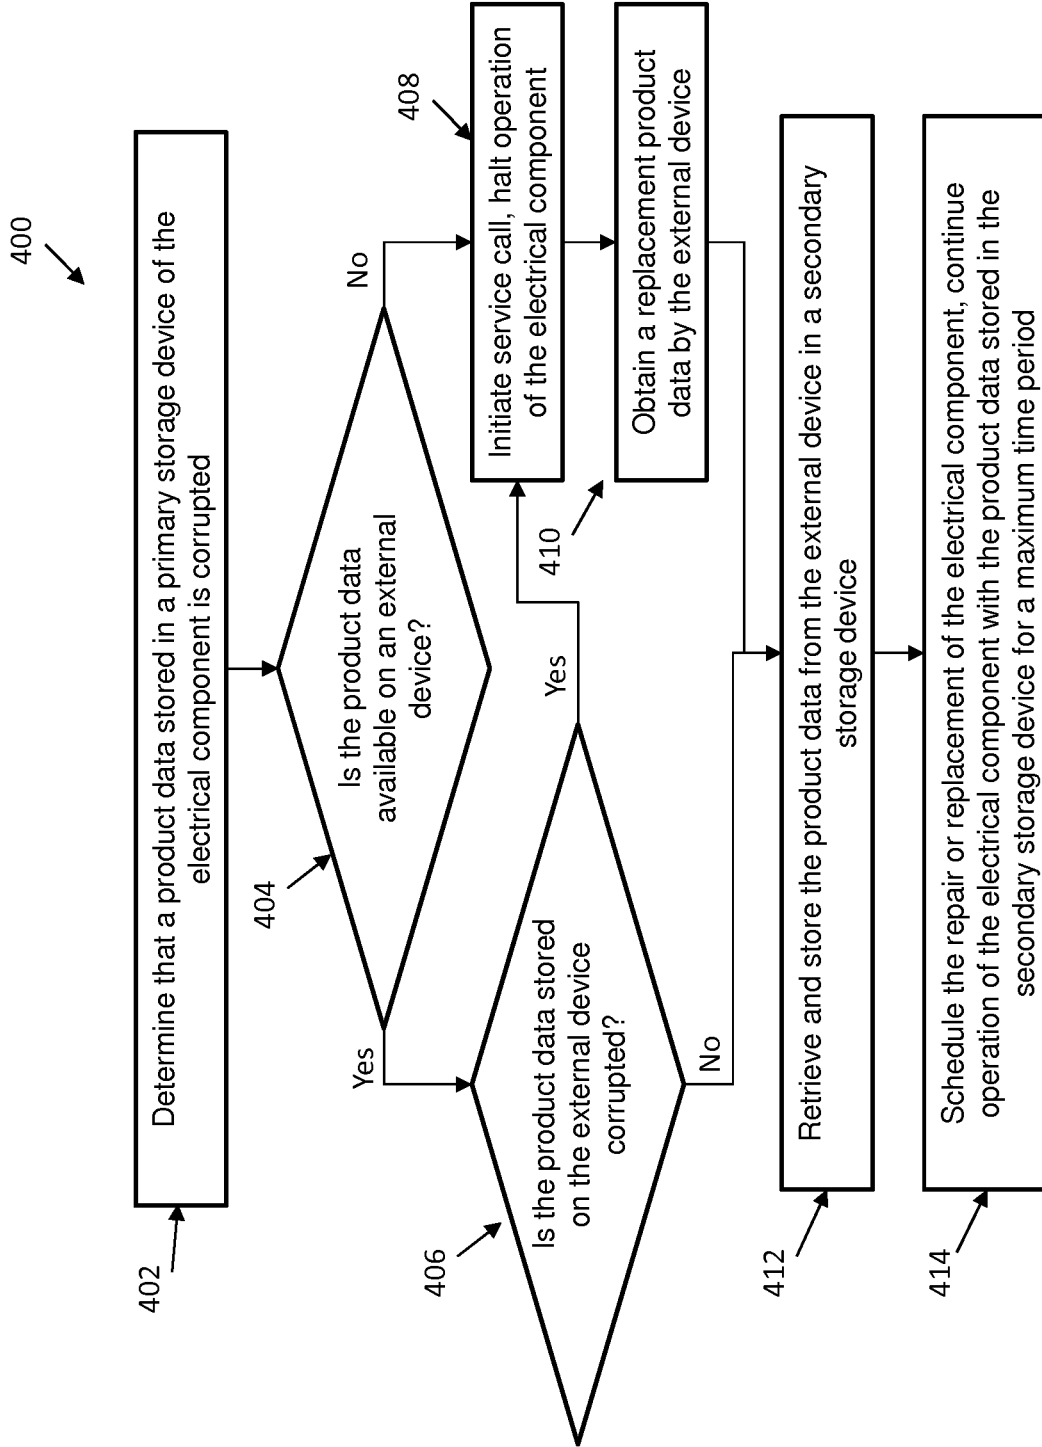 400
402
Determine that a product data stored in a primary storage device of the
electrical component is corrupted
404
Is the product data
available on an external
device?
Yes
No
406
Is the product data stored
on the external device
corrupted?
Yes
No
408
Initiate service call, halt operation
of the electrical component
410
Obtain a replacement product
data by the external device
412
Retrieve and store the product data from the external device in a secondary
storage device
414
Schedule the repair or replacement of the electrical component, continue
operation of the electrical component with the product data stored in the
secondary storage device for a maximum time period